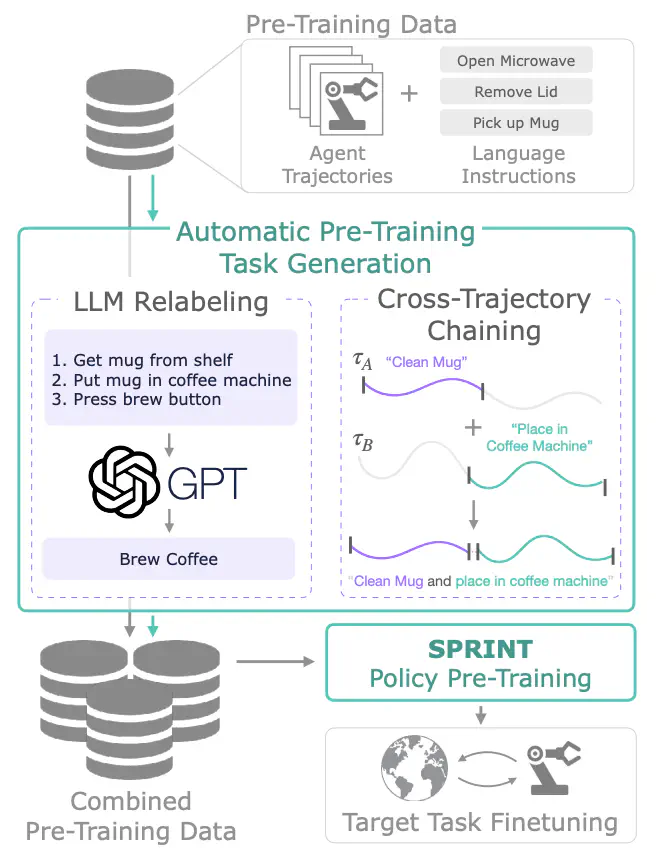 Pre-Training Data
Open Microwave
Remove Lid
Pick up Mug
+
Agent
Trajectories
Language
Instructions
Automatic Pre-Training
Task Generation
LLM Relabeling
1. Get mug from shelf
2. Put mug in coffee machine
3. Press brew button
GPT
Brew Coffee
Cross-Trajectory
Chaining
τA “Clean Mug”
+
τB
“Place in
Coffee Machine”
“Clean Mug and place in coffee machine”
SPRINT
Policy Pre-Training
Combined
Pre-Training Data
Target Task Finetuning